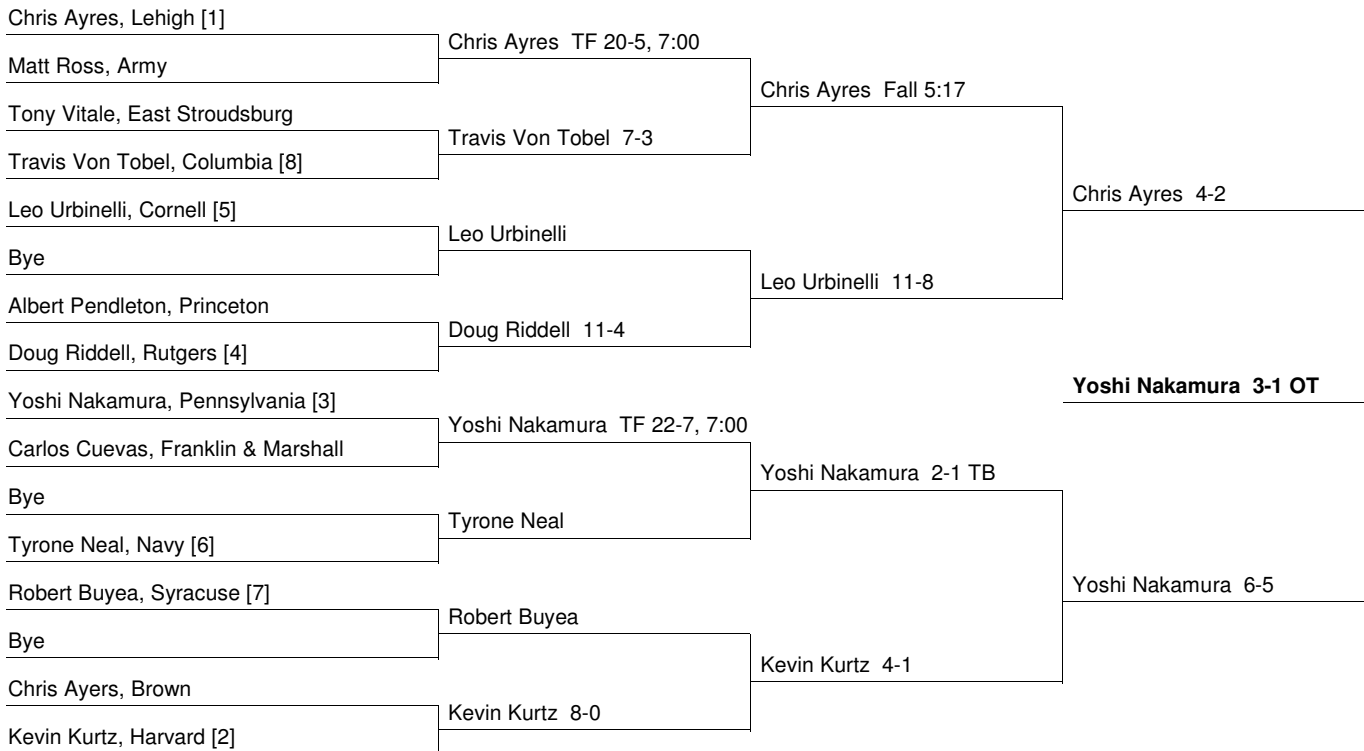 Chris Ayres, Lehigh [1]
Matt Ross, Army
Tony Vitale, East Stroudsburg
Travis Von Tobel, Columbia [8]
Leo Urbinelli, Cornell [5]
Bye
Albert Pendleton, Princeton
Doug Riddell, Rutgers [4]
Yoshi Nakamura, Pennsylvania [3]
Carlos Cuevas, Franklin & Marshall
Bye
Tyrone Neal, Navy [6]
Robert Buyea, Syracuse [7]
Bye
Chris Ayers, Brown
Kevin Kurtz, Harvard [2]
Chris Ayres TF 20-5, 7:00
Travis Von Tobel 7-3
Leo Urbinelli
Doug Riddell 11-4
Yoshi Nakamura TF 22-7, 7:00
Tyrone Neal
Robert Buyea
Kevin Kurtz 8-0
Chris Ayres Fall 5:17
Leo Urbinelli 11-8
Yoshi Nakamura 2-1 TB
Kevin Kurtz 4-1
Chris Ayres 4-2
Yoshi Nakamura 3-1 OT
Yoshi Nakamura 6-5